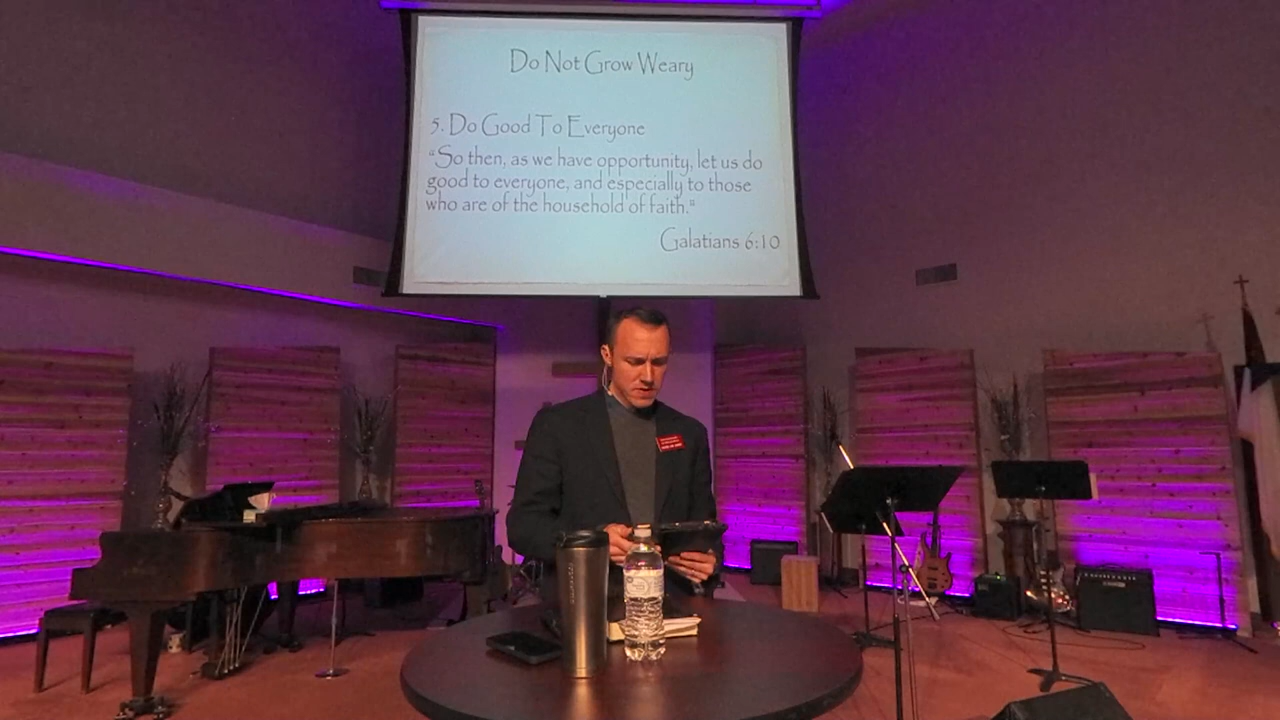 Do Not Grow Weary
5. Do Good To Everyone
“So then, as we have opportunity, let us do
good to everyone, and especially to those
who are of the household of faith.”
Galatians 6:10